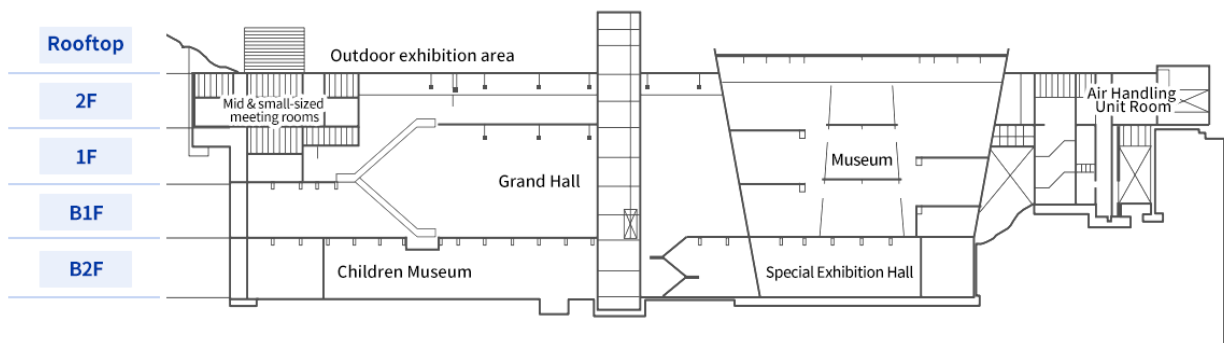 Rooftop
Outdoor exhibition area
2F
Mid & small-sized
meeting rooms
Air Handling
Unit Room
1F
Museum
Grand Hall
B1F
B2F
Children Museum
Special Exhibition Hall